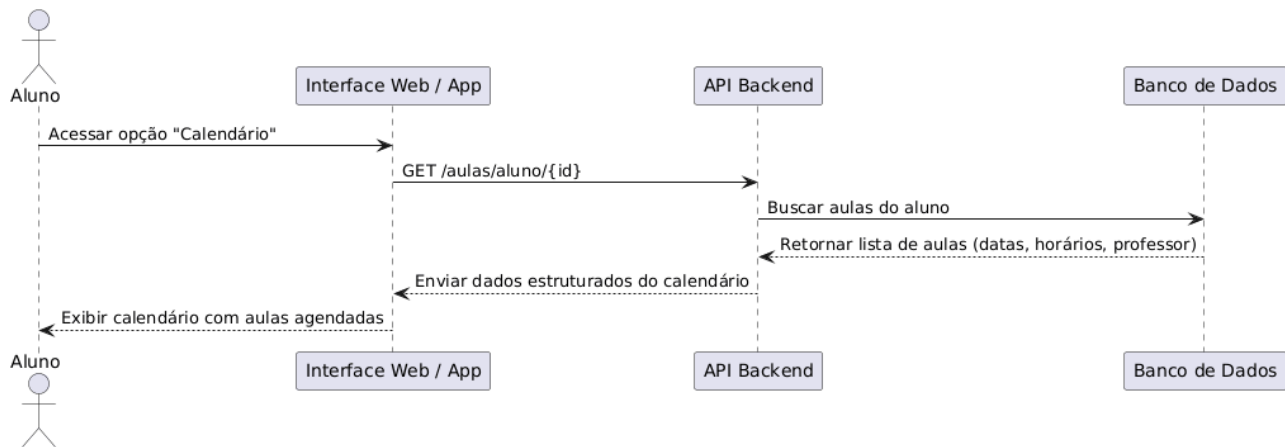 Aluno
Interface Web / App
API Backend
Banco de Dados
Acessar opção "Calendário"
GET /aulas/aluno/{id}
Buscar aulas do aluno
Retornar lista de aulas (datas, horários, professor)
Enviar dados estruturados do calendário
Exibir calendário com aulas agendadas
Aluno
Interface Web / App
API Backend
Banco de Dados